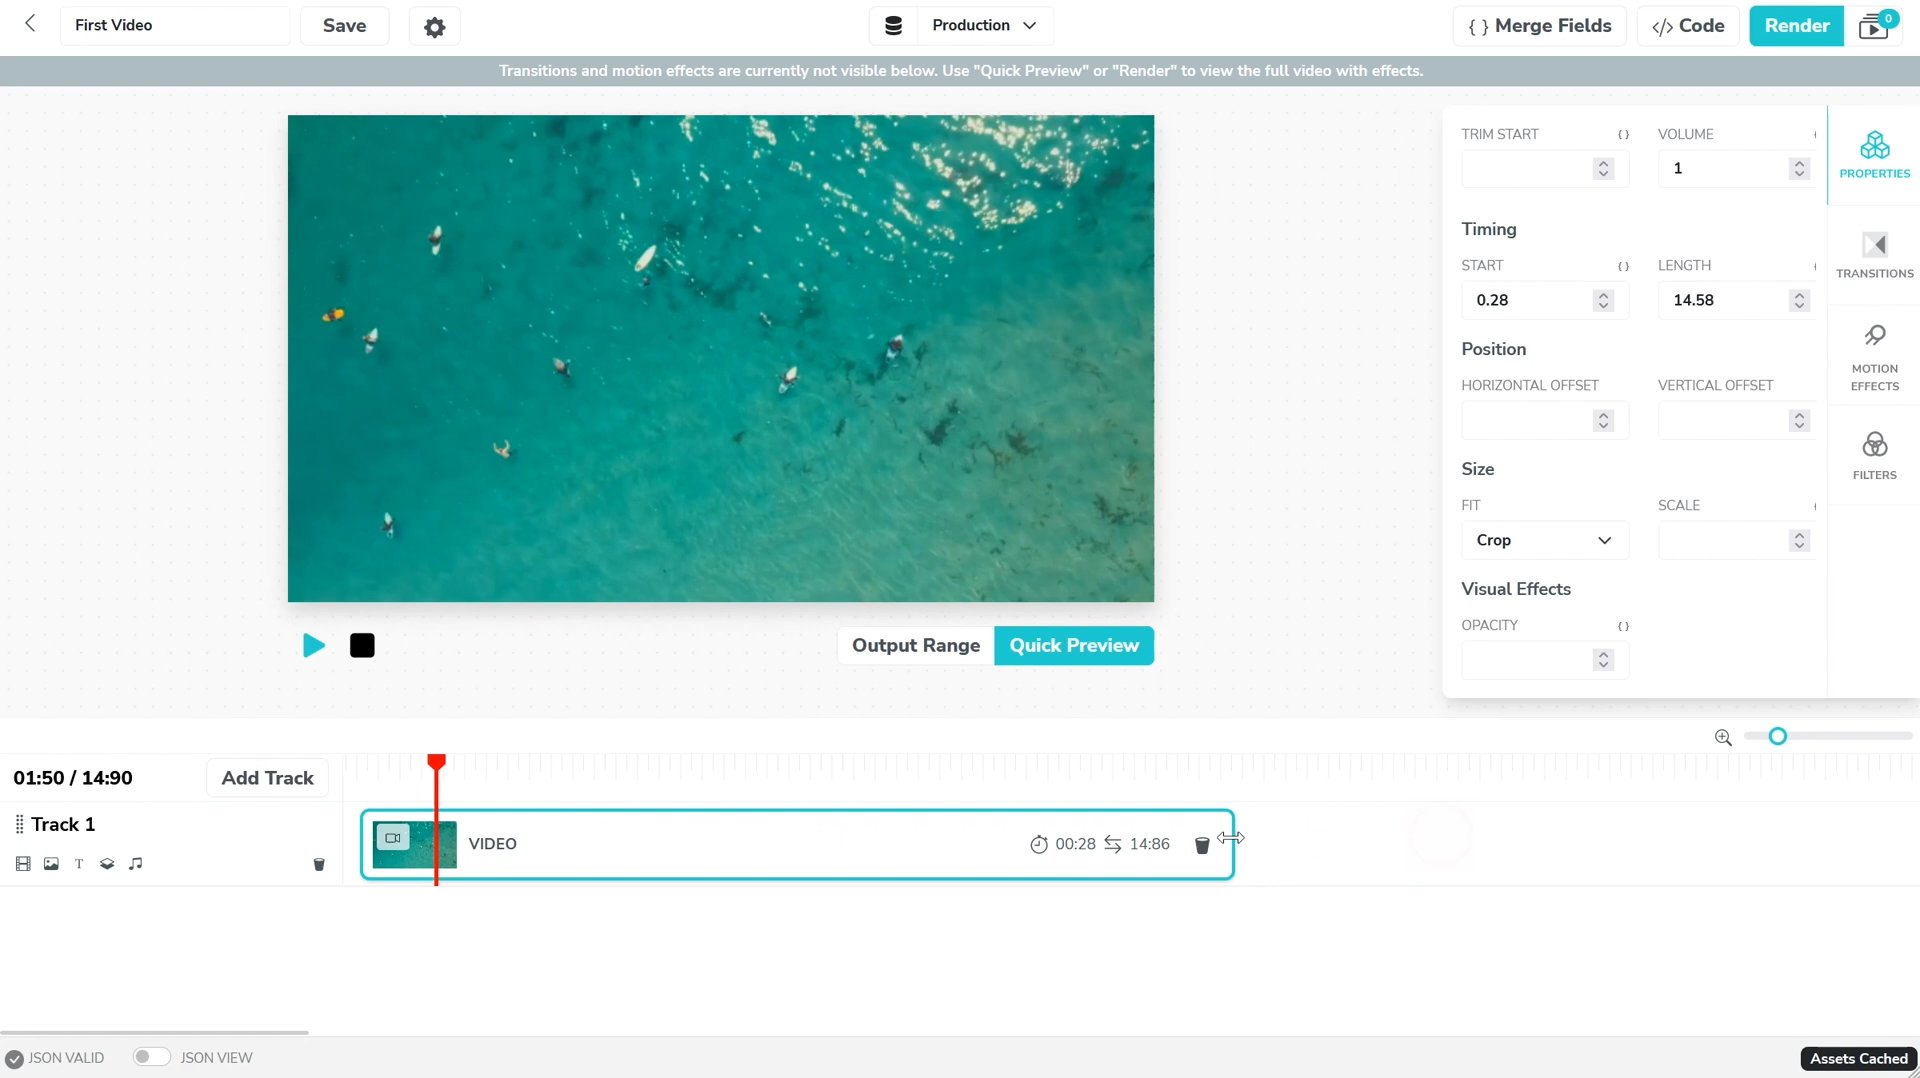 First Video
Save
Production
{ } Merge Fields
</> Code
Render
0
Transitions and motion effects are currently not visible below. Use "Quick Preview" or "Render" to view the full video with effects.
TRIM START
VOLUME
1
PROPERTIES
Timing
START
LENGTH
0.28
14.58
TRANSITIONS
Position
HORIZONTAL OFFSET
VERTICAL OFFSET
MOTION
EFFECTS
Size
FIT
SCALE
Crop
FILTERS
Visual Effects
OPACITY
Output Range
Quick Preview
01:50 / 14:90
Add Track
Track 1
VIDEO
00:28
14:86
JSON VALID
JSON VIEW
Assets Cached